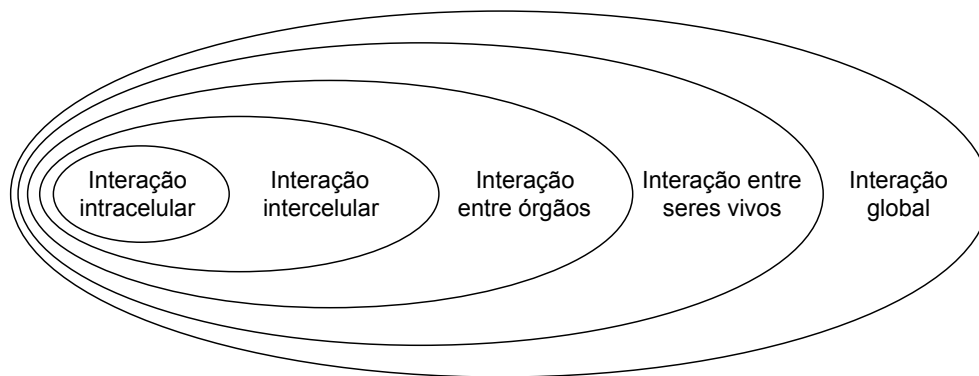 Interação
intracelular
Interação
intercelular
Interação
entre órgãos
Interação entre
seres vivos
Interação
global